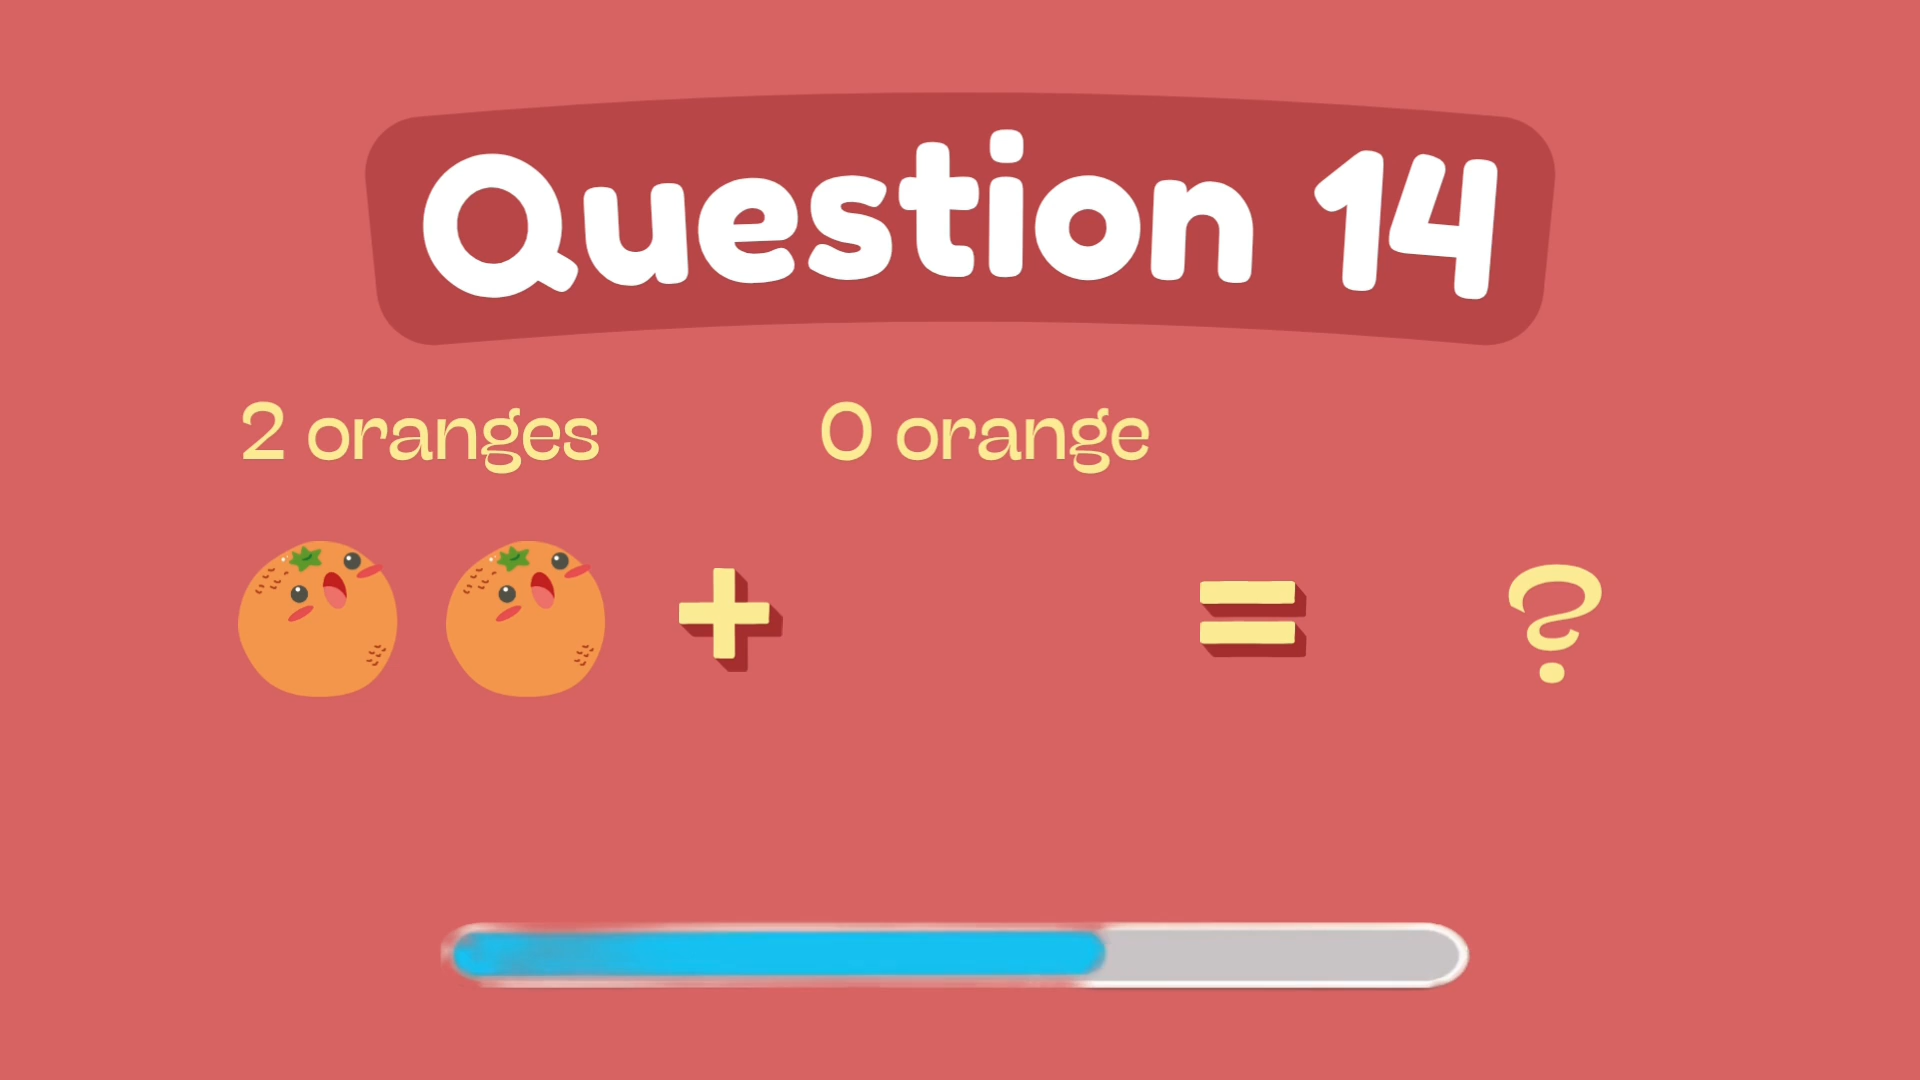 Question 14
2 oranges 0 orange
+ = ?